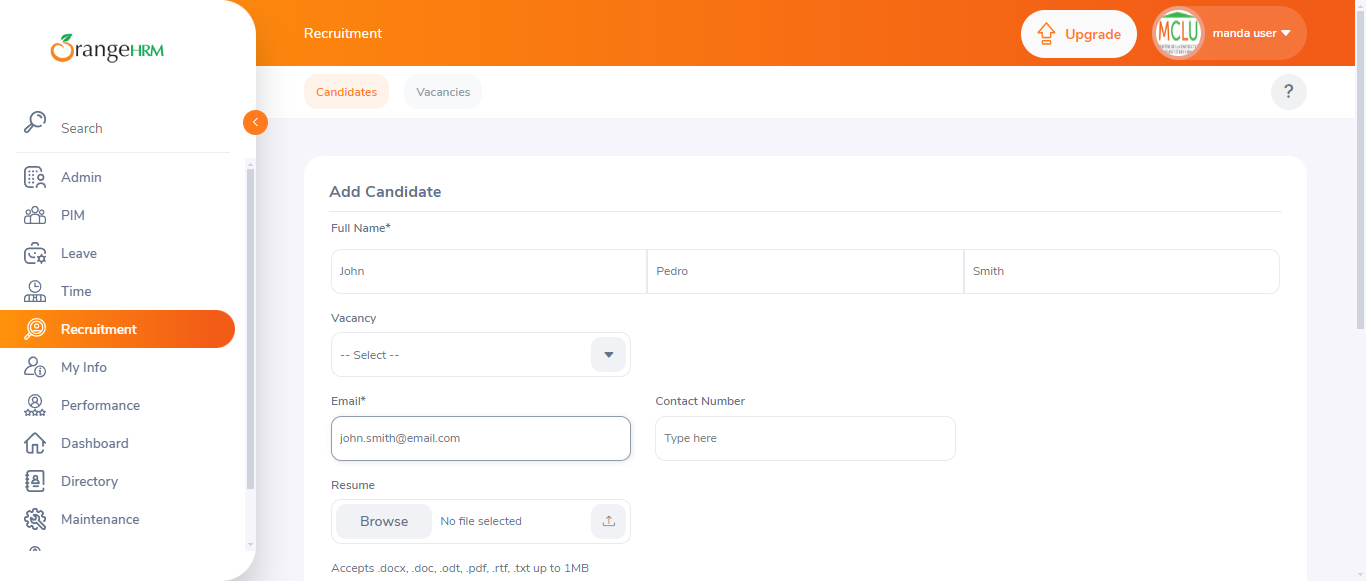 OrangeHRM
Search
Admin
PIM
Leave
Time
Recruitment
My Info
Performance
Dashboard
Directory
Maintenance
Recruitment
Upgrade
MCLU
manda user
Candidates
Vacancies
?
Add Candidate
Full Name*
John Pedro Smith
Vacancy
-- Select --
Email* Contact Number
john.smith@email.com Type here
Resume
Browse No file selected
Accepts .docx, .doc, .odt, .pdf, .rtf, .txt up to 1MB